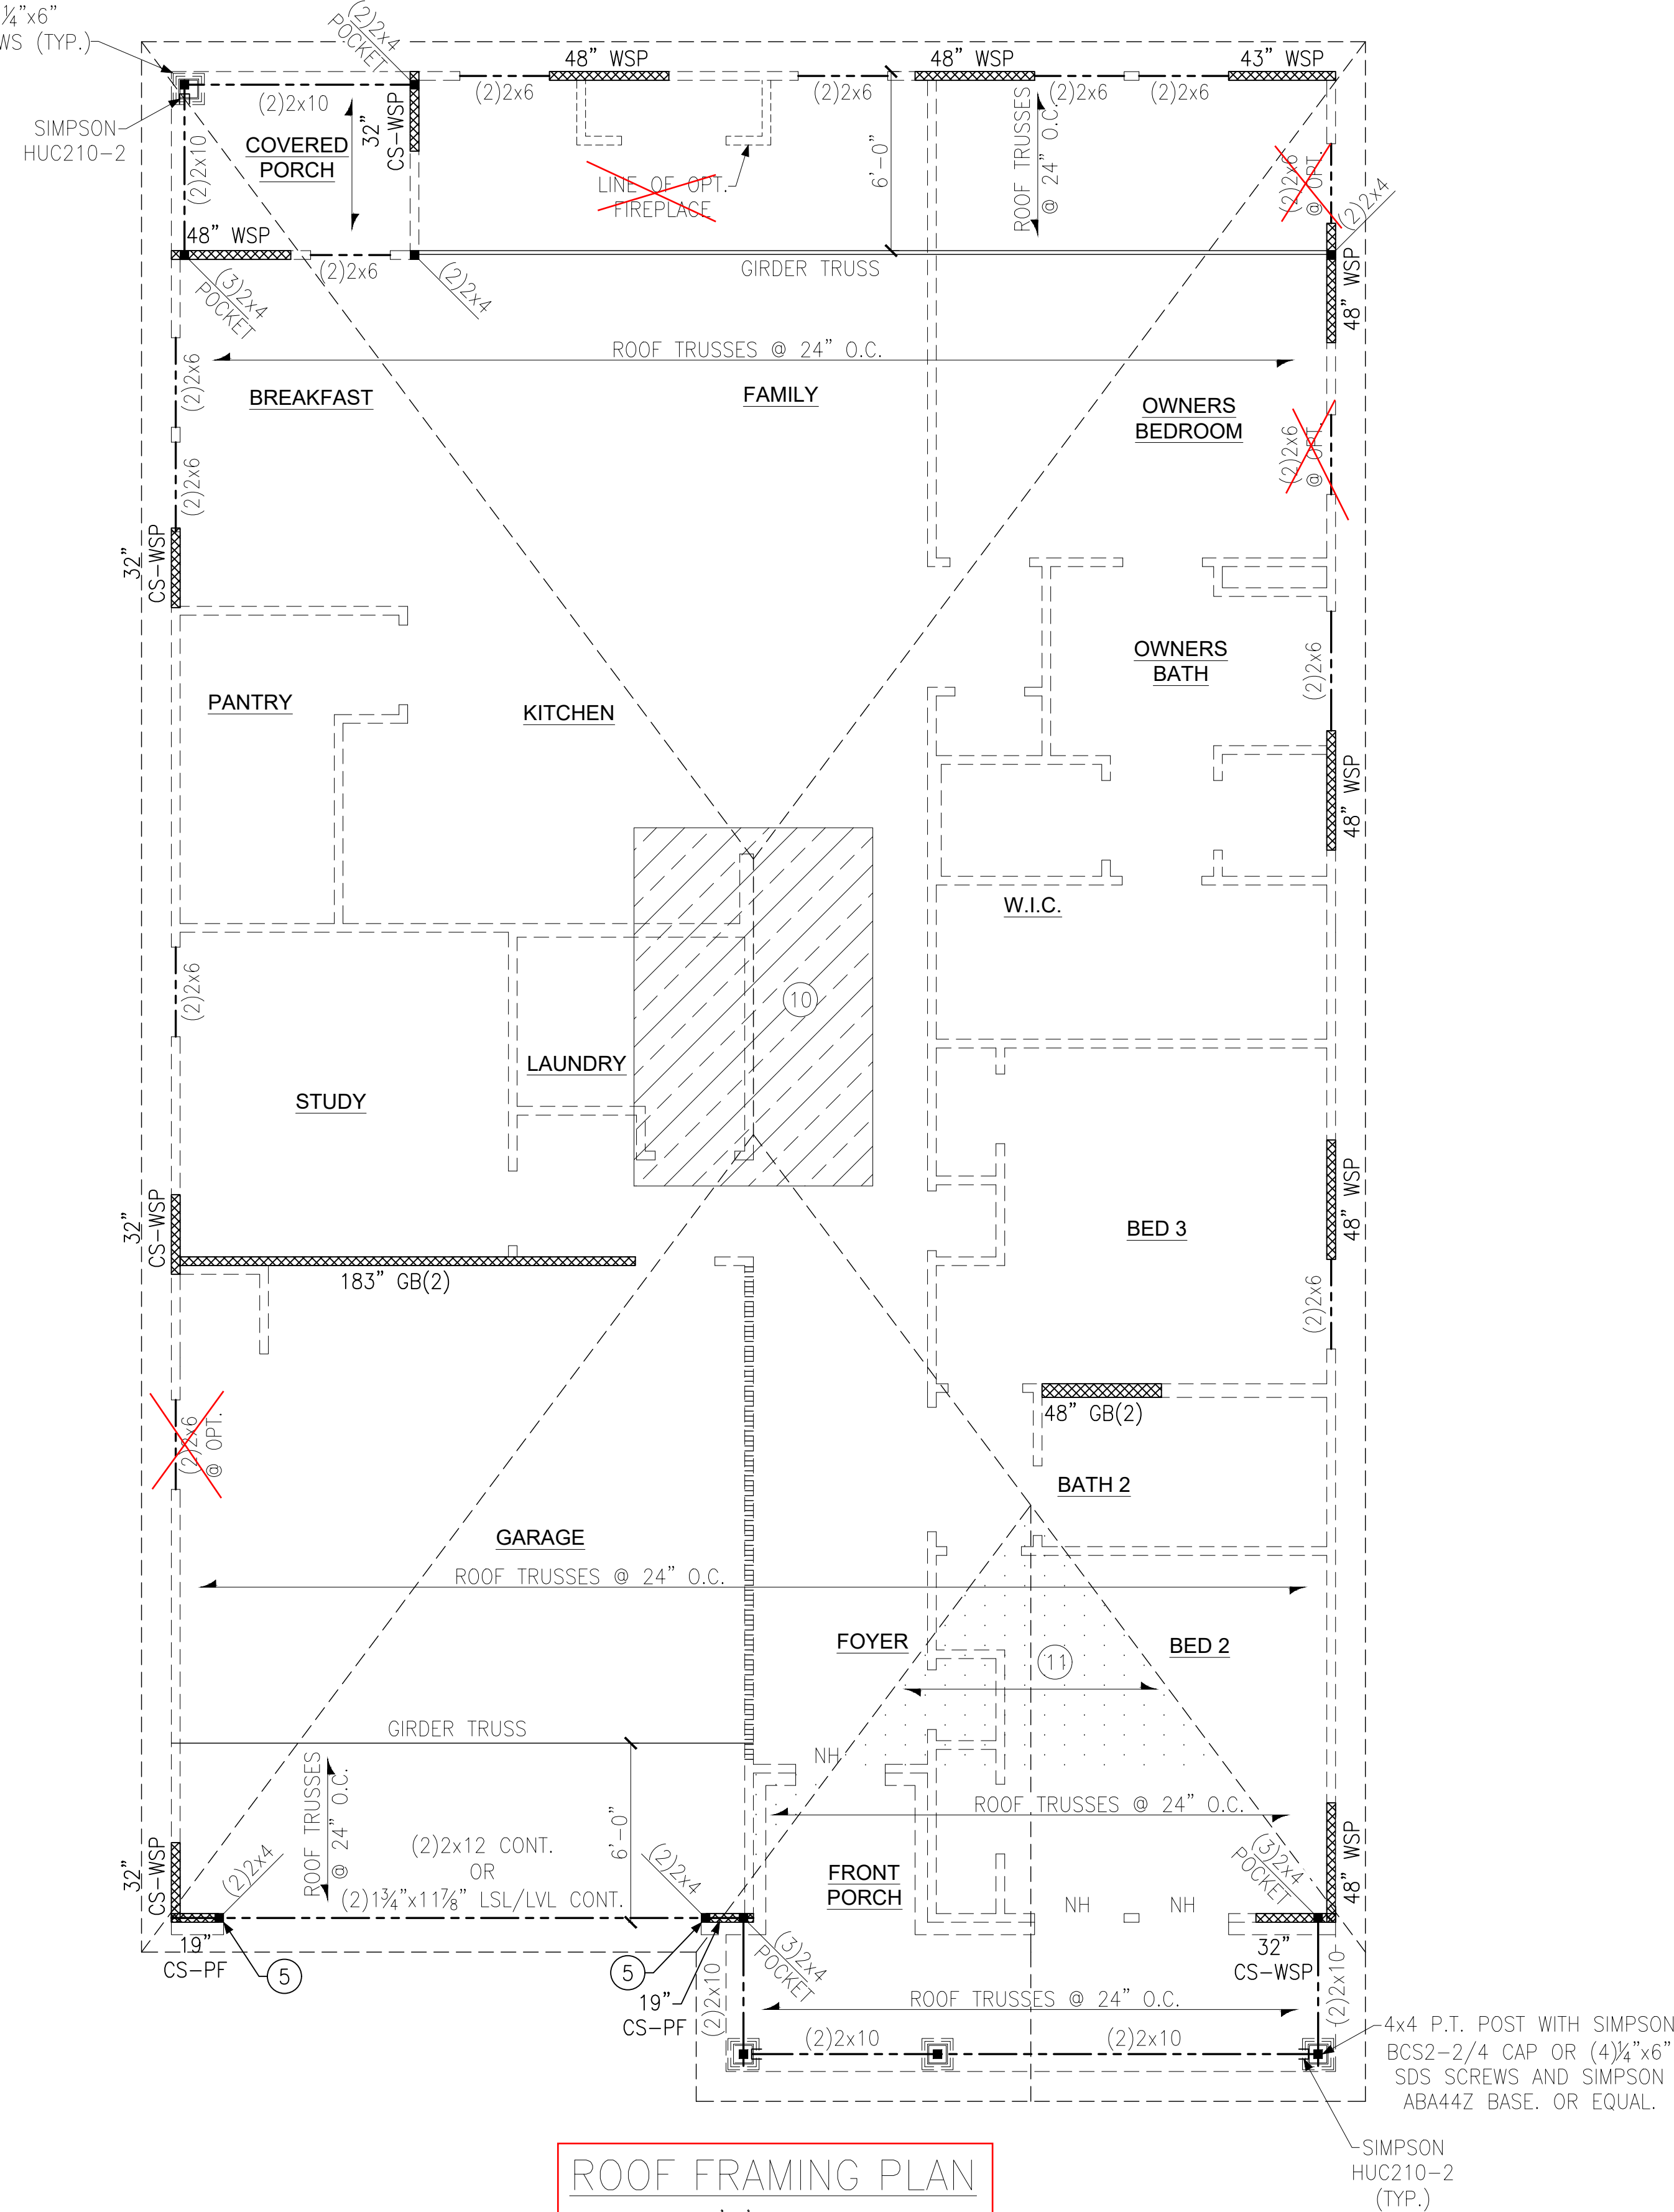 ¼"x6"
WS (TYP.)
SIMPSON
HUC210-2
(2)2x4
POCKET
(2)2x10
COVERED
PORCH
(2)2x10
32"
CS-WSP
48" WSP
(2)2x6
(3)2x4
POCKET
(2)2x4
(2)2x6
48" WSP
(2)2x6
48" WSP
(2)2x6
(2)2x6
43" WSP
LINE OF OPT.
FIREPLACE
6'-0"
ROOF TRUSSES
@ 24" O.C.
(2)2x6
@ OPT.
(2)2x4
48" WSP
GIRDER TRUSS
ROOF TRUSSES @ 24" O.C.
(2)2x6
BREAKFAST
FAMILY
OWNERS
BEDROOM
(2)2x6
@ OPT.
(2)2x6
32"
CS-WSP
OWNERS
BATH
(2)2x6
PANTRY
KITCHEN
48" WSP
W.I.C.
(2)2x6
10
LAUNDRY
STUDY
32"
CS-WSP
183" GB(2)
BED 3
48" WSP
(2)2x6
48" GB(2)
(2)2x6
@ OPT.
BATH 2
GARAGE
ROOF TRUSSES @ 24" O.C.
FOYER
11
BED 2
GIRDER TRUSS
NH
ROOF TRUSSES
@ 24" O.C.
6'-0"
ROOF TRUSSES @ 24" O.C.
32"
CS-WSP
(2)2x4
(2)2x12 CONT.
OR
(2)1¾"x11⅞" LSL/LVL CONT.
(2)2x4
FRONT
PORCH
NH
NH
(3)2x4
POCKET
48" WSP
19"
CS-PF
5
5
19"
CS-PF
(3)2x4
POCKET
(2)2x10
32"
CS-WSP
(2)2x10
ROOF TRUSSES @ 24" O.C.
(2)2x10
(2)2x10
4x4 P.T. POST WITH SIMPSON
BCS2-2/4 CAP OR (4)¼"x6"
SDS SCREWS AND SIMPSON
ABA44Z BASE. OR EQUAL.
SIMPSON
HUC210-2
(TYP.)
ROOF FRAMING PLAN